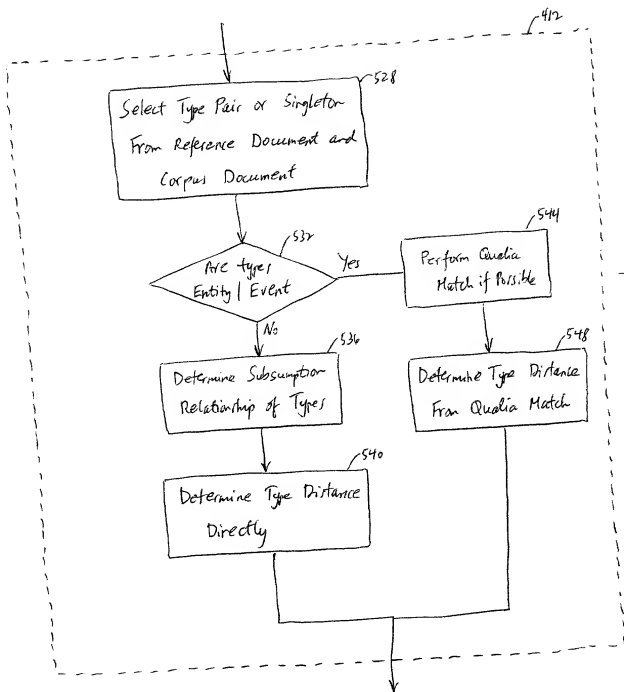 412
528
Select Type Pair or Singleton
From Reference Document and
Corpus Document
532
Are types
Entity | Event
Yes
No
544
Perform Qualia
Match if Possible
536
Determine Subsumption
Relationship of Types
548
Determine Type Distance
From Qualia Match
540
Determine Type Distance
Directly